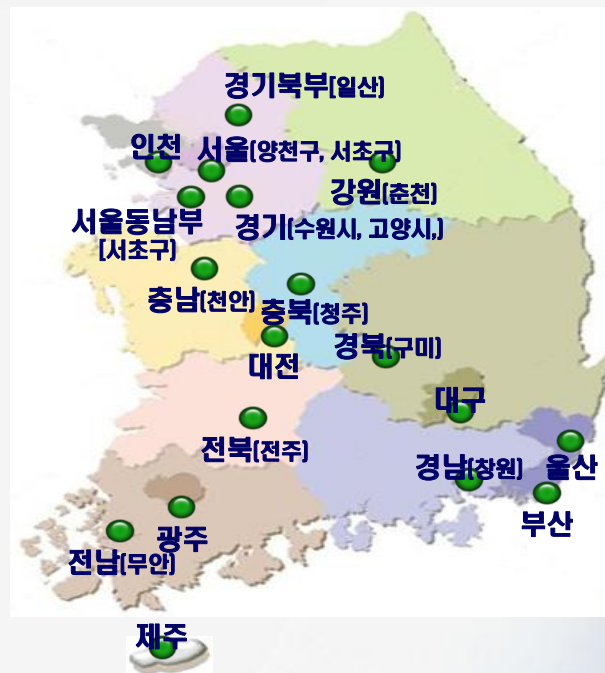 경기북부[일산]
인천 서울(양천구, 서초구)
강원(춘천)
서울동남부
[서초구]
경기(수원시, 고양시,)
충남(천안)
충북(청주)
경북(구미)
대전
대구
전북(전주)
경남(창원)
울산
부산
광주
전남(무안)
제주